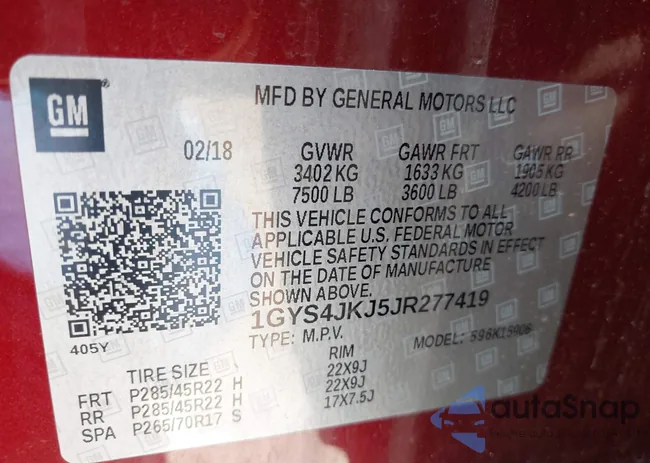 GM
MFD BY GENERAL MOTORS LLC
02/18 GVWR GAWR FRT GAWR RR
3402 KG 1633 KG 1905 KG
7500 LB 3600 LB 4200 LB
THIS VEHICLE CONFORMS TO ALL
APPLICABLE U.S. FEDERAL MOTOR
VEHICLE SAFETY STANDARDS IN EFFECT
ON THE DATE OF MANUFACTURE
SHOWN ABOVE.
1GYS4JKJ5JR277419
405Y
TYPE: M.P.V. MODEL: 596K15906
TIRE SIZE RIM
FRT P285/45R22 H 22X9J
RR P285/45R22 H 22X9J
SPA P265/70R17 S 17X7.5J
autoSnap